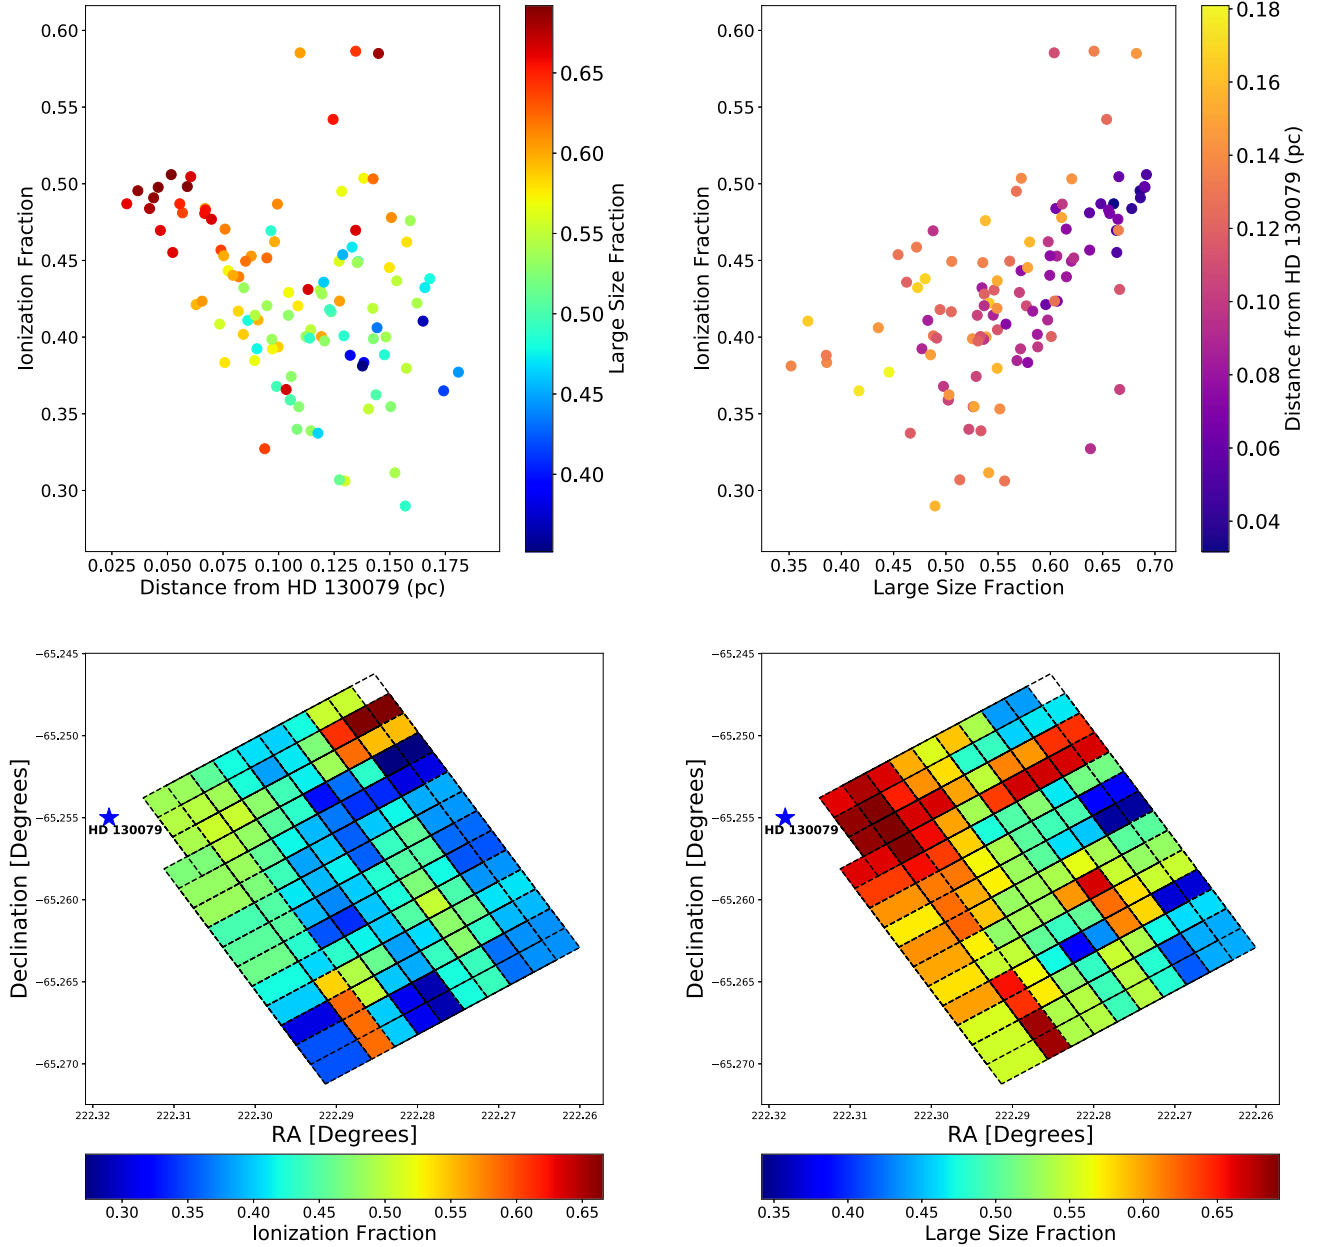 0.60
0.55
0.50
0.45
0.40
0.35
0.30
Ionization Fraction
0.025 0.050 0.075 0.100 0.125 0.150 0.175
Distance from HD 130079 (pc)
0.65
0.60
0.55
0.50
0.45
0.40
Large Size Fraction
0.60
0.55
0.50
0.45
0.40
0.35
0.30
Ionization Fraction
0.35 0.40 0.45 0.50 0.55 0.60 0.65 0.70
Large Size Fraction
0.18
0.16
0.14
0.12
0.10
0.08
0.06
0.04
Distance from HD 130079 (pc)
−65.245
−65.250
−65.255
−65.260
−65.265
−65.270
Declination [Degrees]
HD 130079
222.32 222.31 222.30 222.29 222.28 222.27 222.26
RA [Degrees]
0.30 0.35 0.40 0.45 0.50 0.55 0.60 0.65
Ionization Fraction
−65.245
−65.250
−65.255
−65.260
−65.265
−65.270
Declination [Degrees]
HD 130079
222.32 222.31 222.30 222.29 222.28 222.27 222.26
RA [Degrees]
0.35 0.40 0.45 0.50 0.55 0.60 0.65
Large Size Fraction